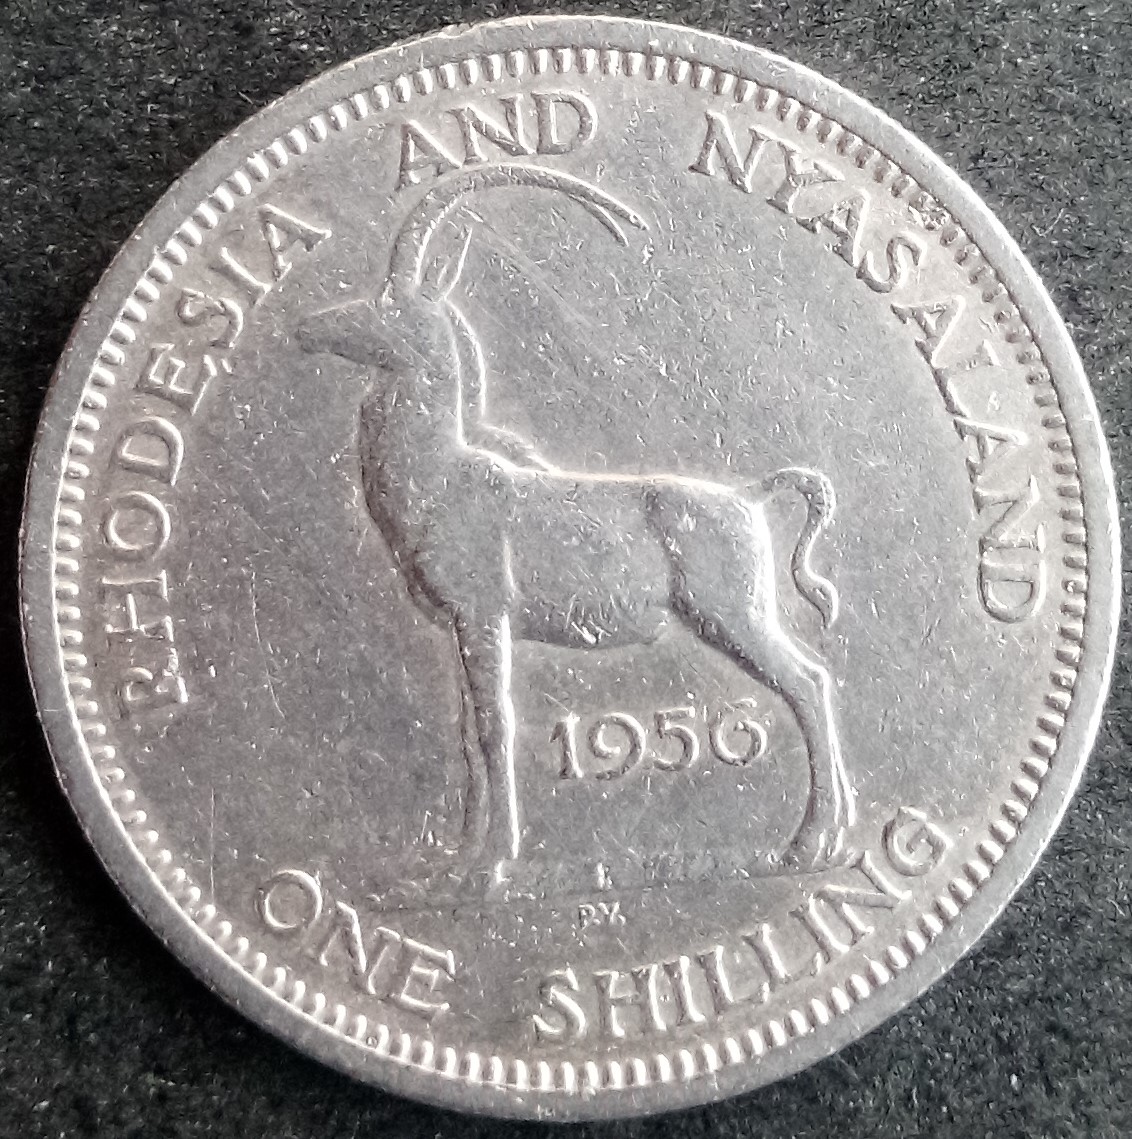 RHODESIA AND NYASALAND
1956
ONE SHILLING